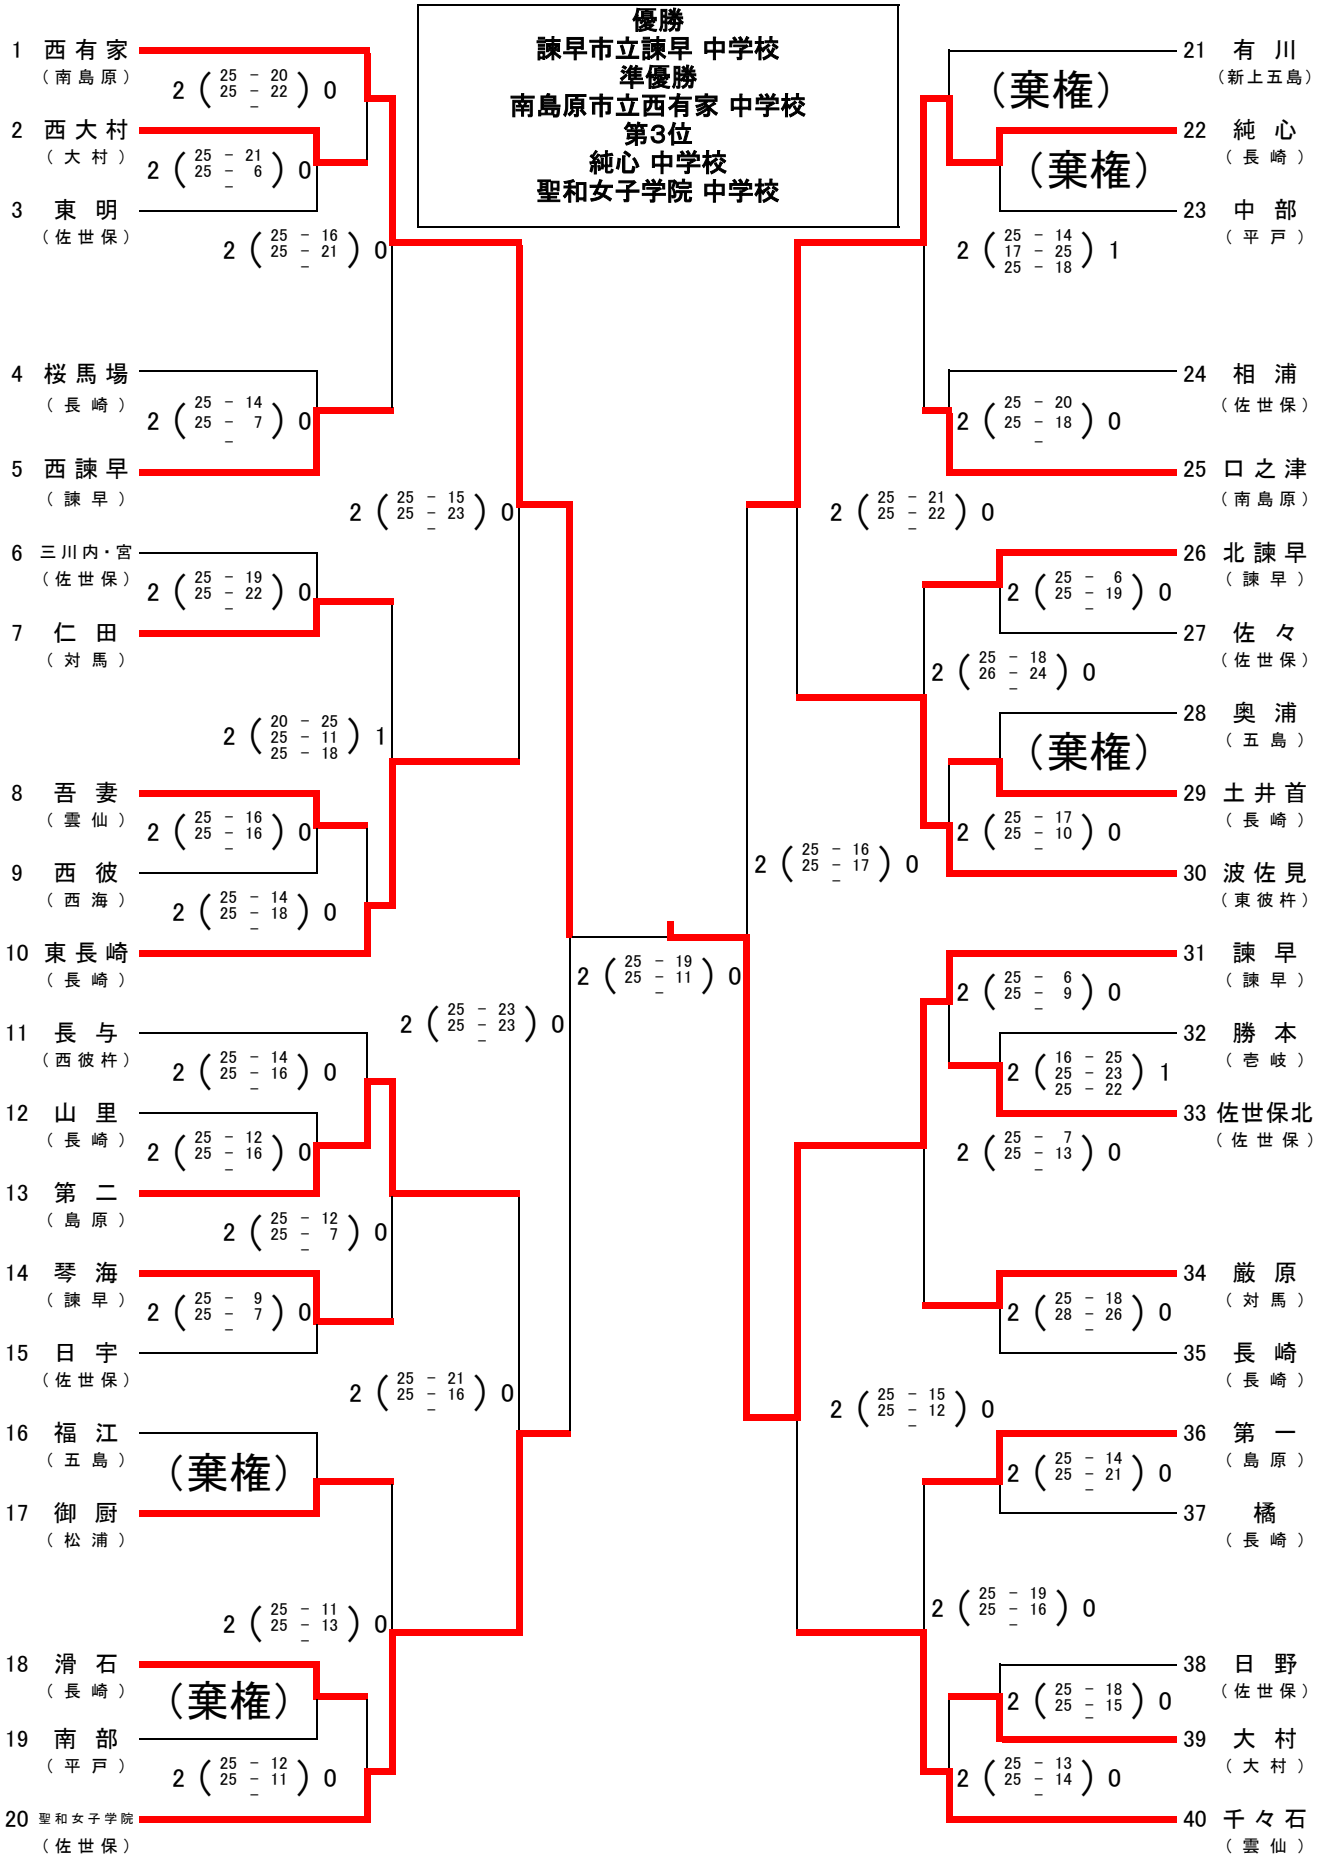 優勝
諫早市立諫早 中学校
準優勝
南島原市立西有家 中学校
第3位
純心 中学校
聖和女子学院 中学校
1 西有家
（南島原）
2 ( 25 - 20 ) 0
25 - 22
-
2 西大村
（大村）
2 ( 25 - 21 ) 0
25 - 6
-
3 東明
（佐世保）
2 ( 25 - 16 ) 0
25 - 21
-
4 桜馬場
（長崎）
2 ( 25 - 14 ) 0
25 - 7
-
5 西諫早
（諫早）
2 ( 25 - 15 ) 0
25 - 23
-
6 三川内・宮
（佐世保）
2 ( 25 - 19 ) 0
25 - 22
-
7 仁田
（対馬）
2 ( 20 - 25 ) 1
25 - 11
25 - 18
8 吾妻
（雲仙）
2 ( 25 - 16 ) 0
25 - 16
-
9 西彼
（西海）
2 ( 25 - 14 ) 0
25 - 18
-
10 東長崎
（長崎）
2 ( 25 - 23 ) 0
25 - 23
-
11 長与
（西彼杵）
2 ( 25 - 14 ) 0
25 - 16
-
12 山里
（長崎）
2 ( 25 - 12 ) 0
25 - 16
-
13 第二
（島原）
2 ( 25 - 12 ) 0
25 - 7
-
14 琴海
（諫早）
2 ( 25 - 9 ) 0
25 - 7
-
15 日宇
（佐世保）
2 ( 25 - 21 ) 0
25 - 16
-
16 福江
（五島）
（棄権）
17 御厨
（松浦）
2 ( 25 - 11 ) 0
25 - 13
-
18 滑石
（長崎）
（棄権）
19 南部
（平戸）
2 ( 25 - 12 ) 0
25 - 11
-
20 聖和女子学院
（佐世保）
2 ( 25 - 19 ) 0
25 - 11
-
21 有川
（新上五島）
（棄権）
22 純心
（長崎）
（棄権）
23 中部
（平戸）
2 ( 25 - 14 ) 1
17 - 25
25 - 18
24 相浦
（佐世保）
2 ( 25 - 20 ) 0
25 - 18
-
25 口之津
（南島原）
2 ( 25 - 21 ) 0
25 - 22
-
26 北諫早
（諫早）
2 ( 25 - 6 ) 0
25 - 19
-
27 佐々
（佐世保）
2 ( 25 - 18 ) 0
26 - 24
-
28 奥浦
（五島）
（棄権）
29 土井首
（長崎）
2 ( 25 - 17 ) 0
25 - 10
-
30 波佐見
（東彼杵）
2 ( 25 - 16 ) 0
25 - 17
-
31 諫早
（諫早）
2 ( 25 - 6 ) 0
25 - 9
-
32 勝本
（壱岐）
2 ( 16 - 25 ) 1
25 - 23
25 - 22
33 佐世保北
（佐世保）
2 ( 25 - 7 ) 0
25 - 13
-
34 厳原
（対馬）
2 ( 25 - 18 ) 0
28 - 26
-
35 長崎
（長崎）
2 ( 25 - 15 ) 0
25 - 12
-
36 第一
（島原）
2 ( 25 - 14 ) 0
25 - 21
-
37 橘
（長崎）
2 ( 25 - 19 ) 0
25 - 16
-
38 日野
（佐世保）
2 ( 25 - 18 ) 0
25 - 15
-
39 大村
（大村）
2 ( 25 - 13 ) 0
25 - 14
-
40 千々石
（雲仙）